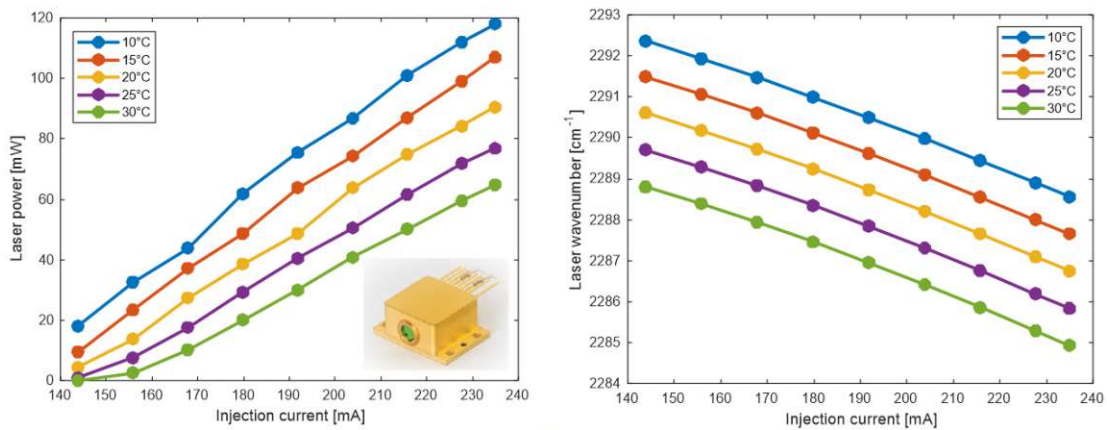 120
100
80
60
40
20
0
Laser power [mW]
10°C
15°C
20°C
25°C
30°C
140 150 160 170 180 190 200 210 220 230 240
Injection current [mA]
2293
2292
2291
2290
2289
2288
2287
2286
2285
2284
Laser wavenumber [cm⁻¹]
10°C
15°C
20°C
25°C
30°C
140 150 160 170 180 190 200 210 220 230 240
Injection current [mA]